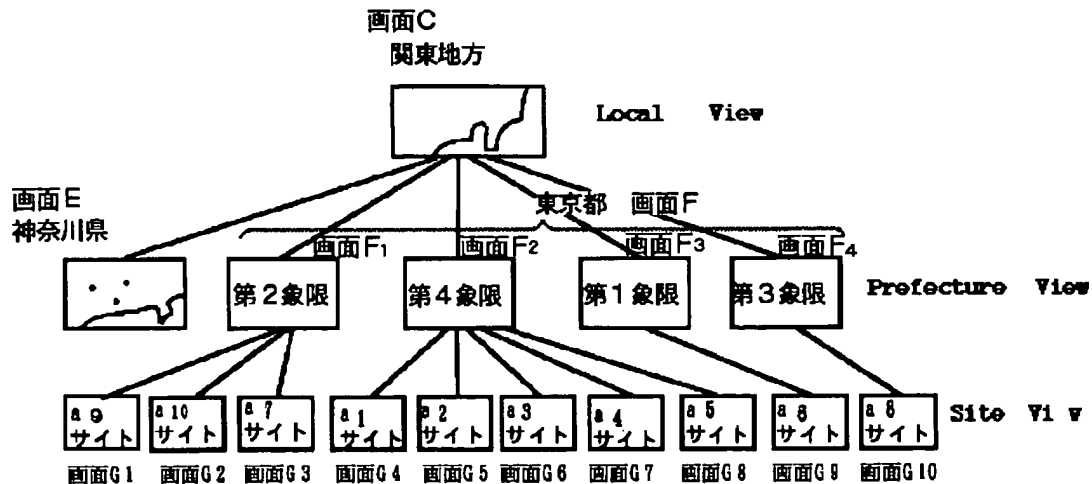 画面C
関東地方
Local View
画面E
神奈川県
東京都 画面F
画面F1 画面F2 画面F3 画面F4
第2象限 第4象限 第1象限 第3象限
Prefecture View
a9 a10 a7 a1 a2 a3 a4 a5 a8 a8
サイト サイト サイト サイト サイト サイト サイト サイト サイト サイト
Site Vi v
画面G1 画面G2 画面G3 画面G4 画面G5 画面G6 画面G7 画面G8 画面G9 画面G10